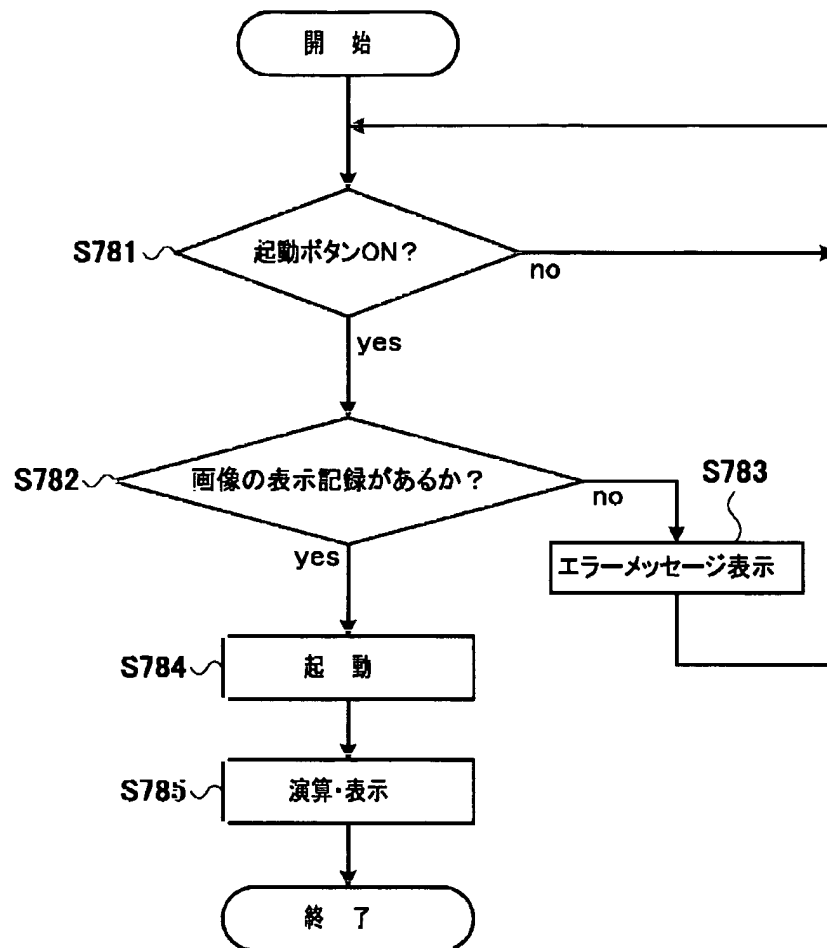 開 始
S781
起動ボタンON?
no
yes
S782
画像の表示記録があるか?
no
S783
yes
エラーメッセージ表示
S784
起 動
S785
演算・表示
終 了